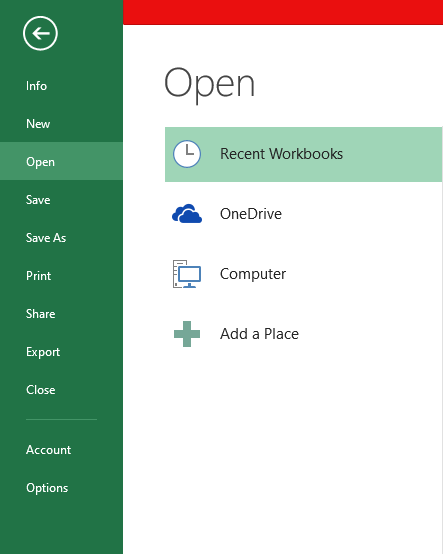 Info
New
Open
Save
Save As
Print
Share
Export
Close
Account
Options
Open
Recent Workbooks
OneDrive
Computer
Add a Place